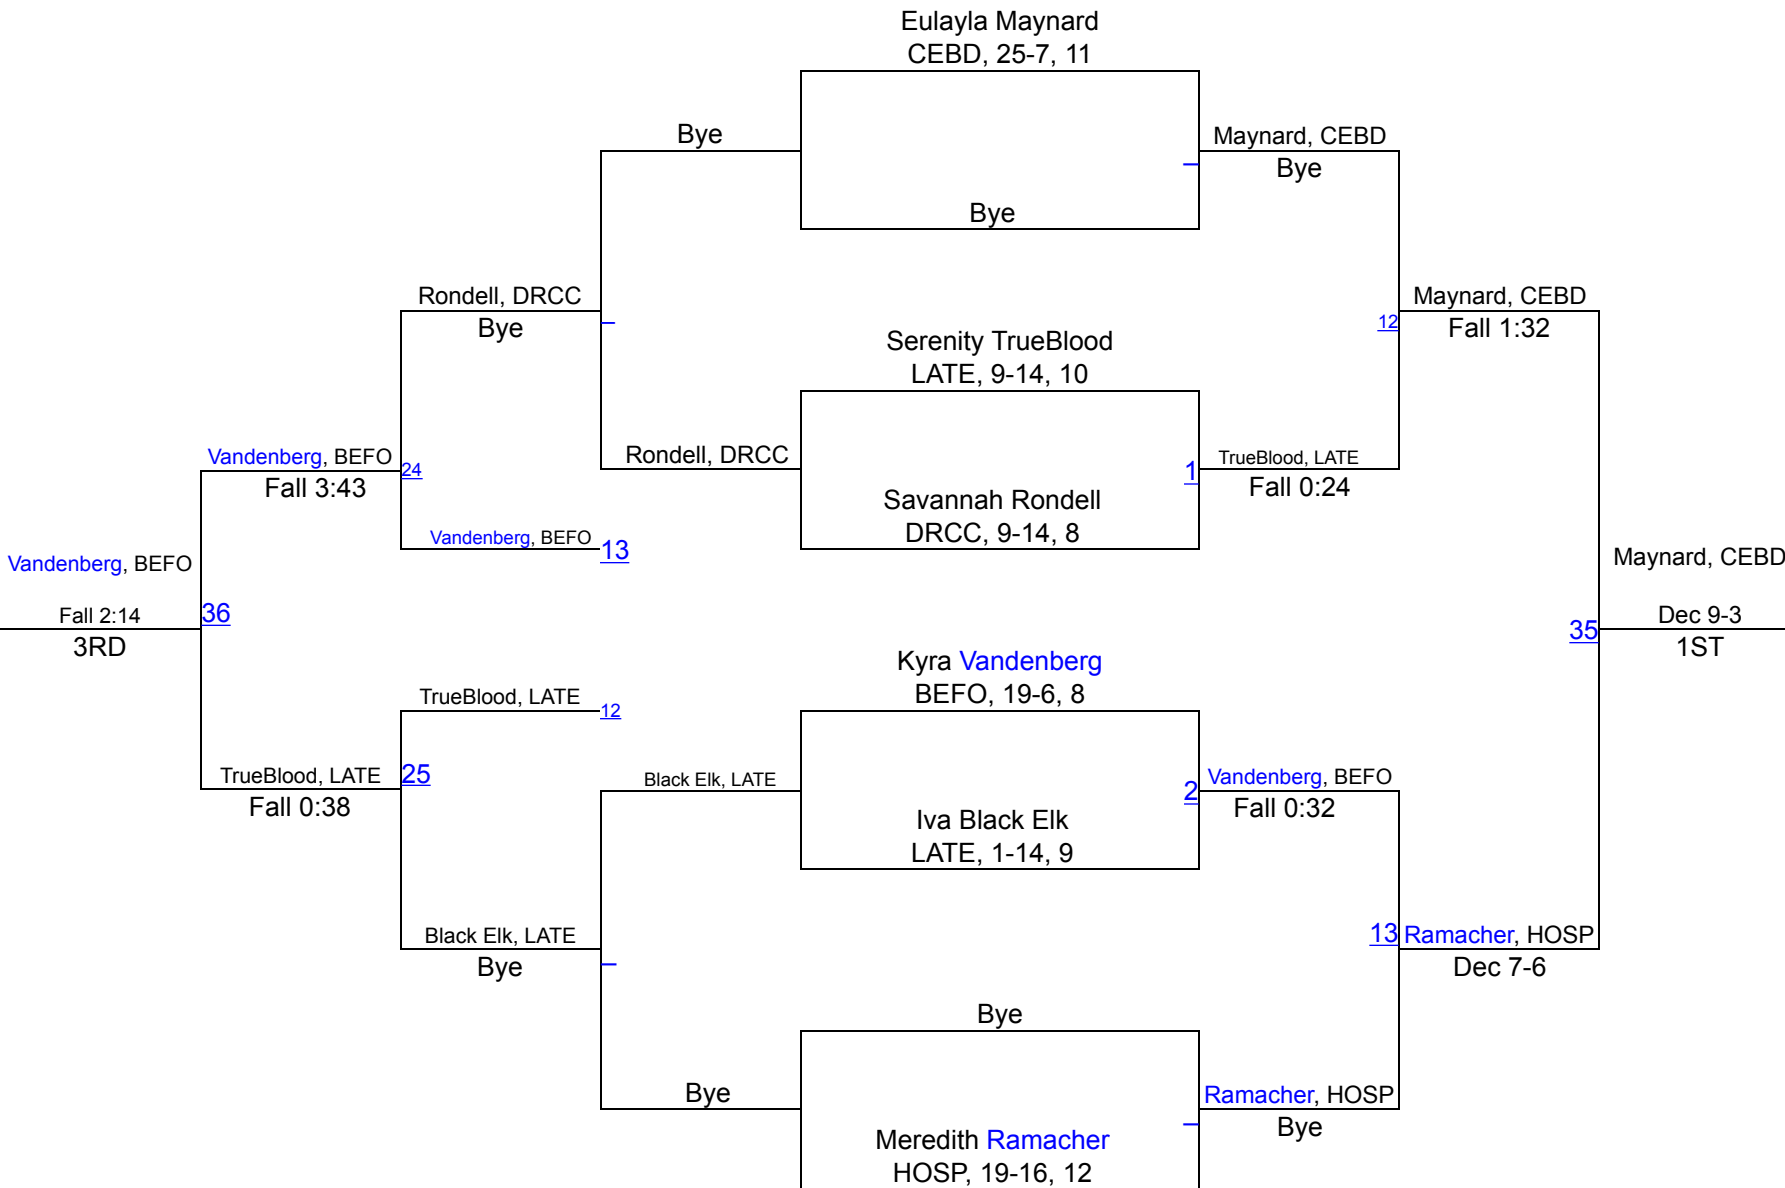 Eulayla Maynard
CEBD, 25-7, 11
Bye
Maynard, CEBD
Bye
Bye
Rondell, DRCC
Bye
Maynard, CEBD
12
Fall 1:32
Serenity TrueBlood
LATE, 9-14, 10
Rondell, DRCC
TrueBlood, LATE
1
Fall 0:24
Vandenberg, BEFO
24
Fall 3:43
Savannah Rondell
DRCC, 9-14, 8
Vandenberg, BEFO
13
Vandenberg, BEFO
Maynard, CEBD
Fall 2:14
36
3RD
Dec 9-3
35
1ST
Kyra Vandenberg
BEFO, 19-6, 8
TrueBlood, LATE
12
TrueBlood, LATE
25
Fall 0:38
Black Elk, LATE
2
Vandenberg, BEFO
Fall 0:32
Iva Black Elk
LATE, 1-14, 9
Black Elk, LATE
Bye
13
Ramacher, HOSP
Dec 7-6
Bye
Bye
Ramacher, HOSP
Bye
Meredith Ramacher
HOSP, 19-16, 12